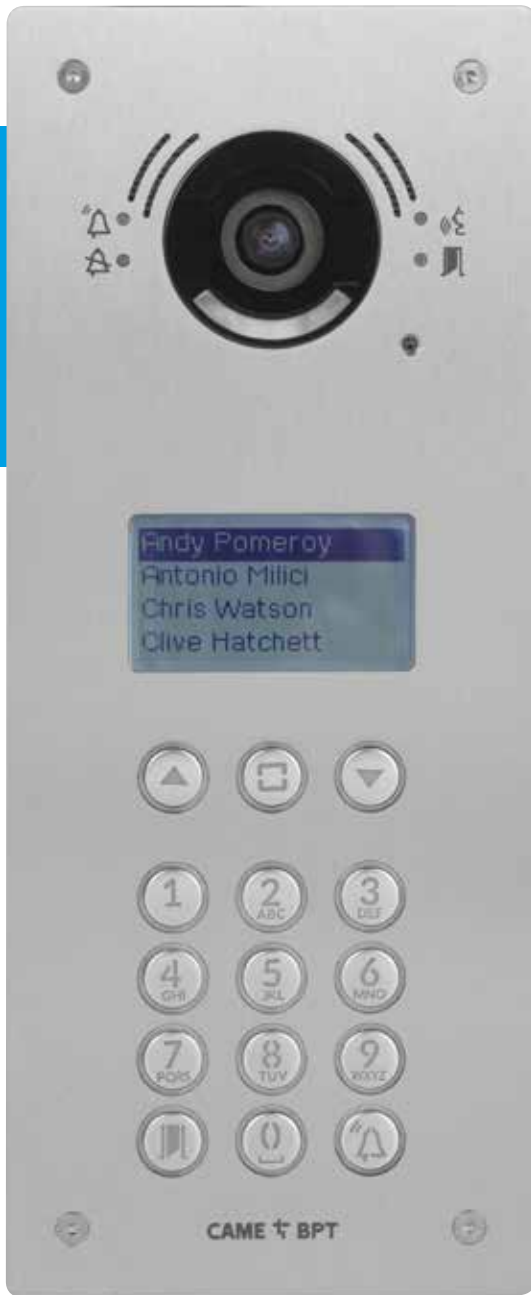 Andy Pomeroy
Antonio Milici
Chris Watson
Clive Hatchett
1 2 3
ABC DEF
4 5 6
GHI JKL MNO
7 8 9
PQRS TUV WXYZ
0
CAME BPT